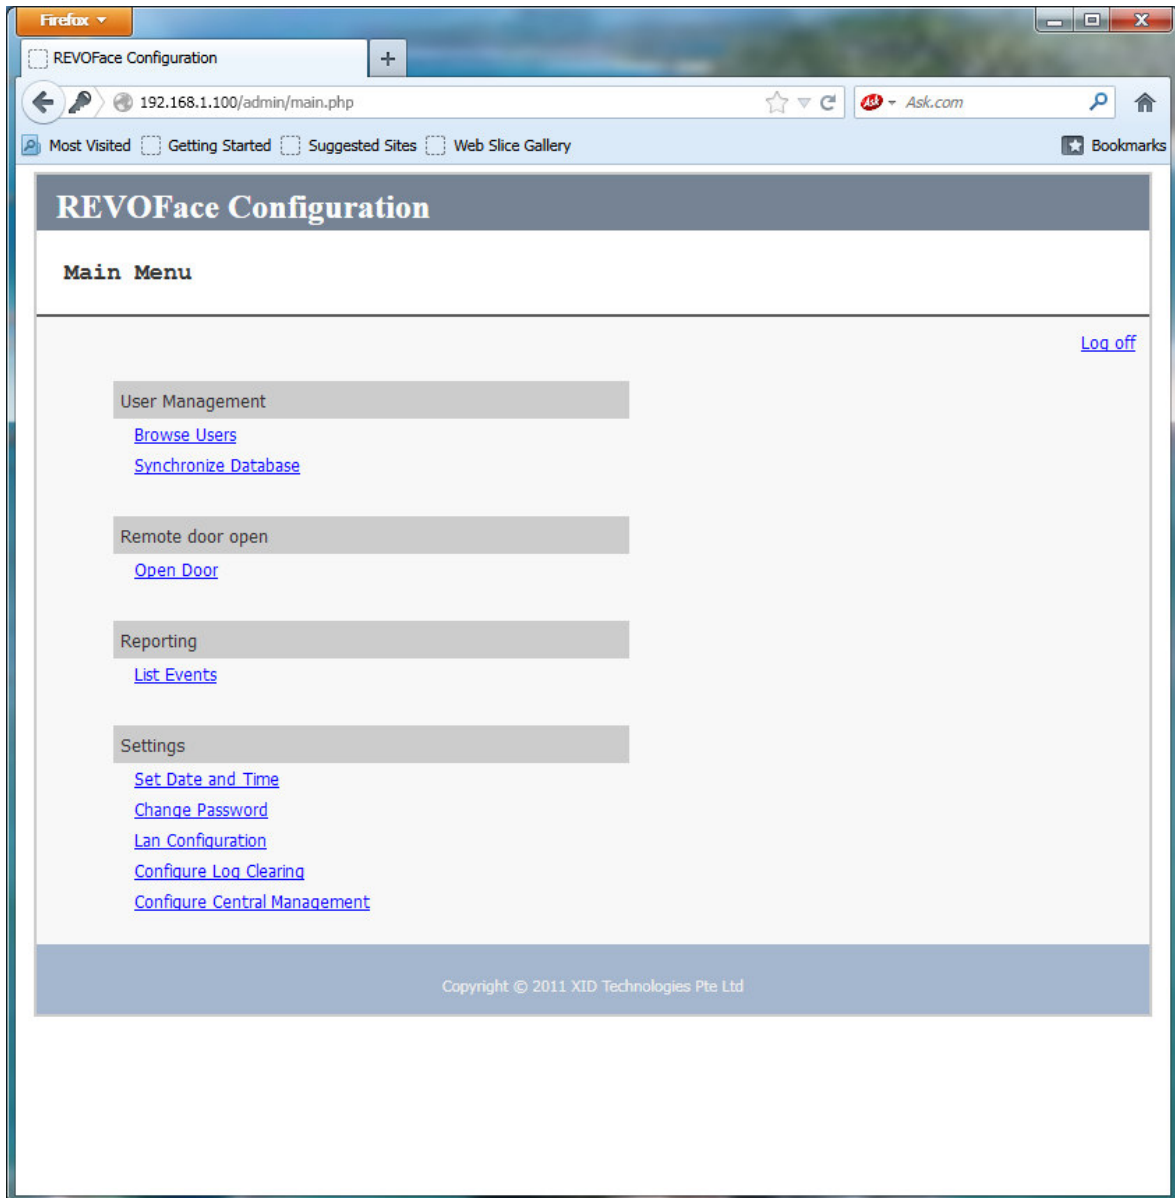 Firefox
REVOFace Configuration
192.168.1.100/admin/main.php
Ask
Ask.com
Most Visited Getting Started Suggested Sites Web Slice Gallery Bookmarks
REVOFace Configuration
Main Menu
Log off
User Management
Browse Users
Synchronize Database
Remote door open
Open Door
Reporting
List Events
Settings
Set Date and Time
Change Password
Lan Configuration
Configure Log Clearing
Configure Central Management
Copyright © 2011 XID Technologies Pte Ltd